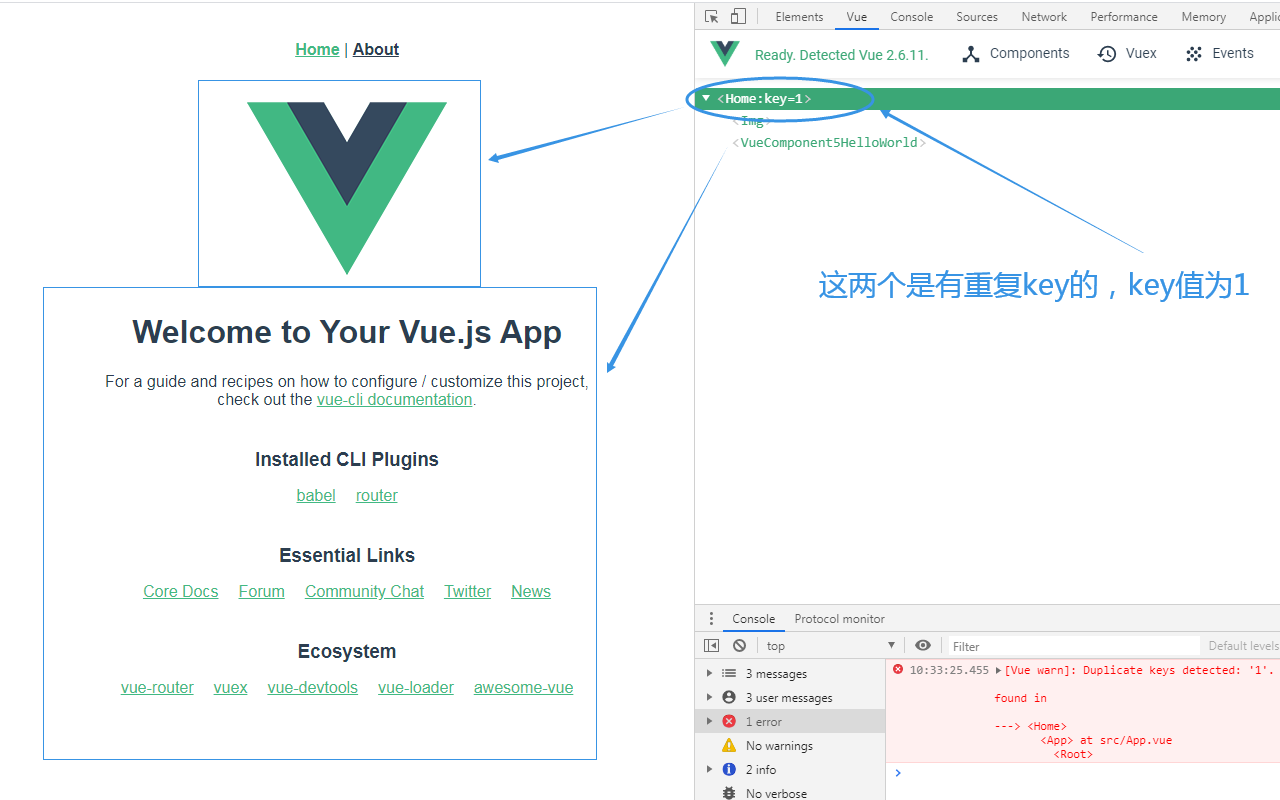 Home | About
Welcome to Your Vue.js App
For a guide and recipes on how to configure / customize this project,
check out the vue-cli documentation.
Installed CLI Plugins
babel router
Essential Links
Core Docs Forum Community Chat Twitter News
Ecosystem
vue-router vuex vue-devtools vue-loader awesome-vue
Elements Vue Console Sources Network Performance Memory Applic
Ready. Detected Vue 2.6.11. Components Vuex Events
<Home:key=1>
<Img>
<VueComponent5HelloWorld>
这两个是有重复key的，key值为1
Console Protocol monitor
top Filter Default levels
3 messages
3 user messages
1 error
No warnings
2 info
No verbose
10:33:25.455 [Vue warn]: Duplicate keys detected: '1'.
found in
---> <Home>
<App> at src/App.vue
<Root>